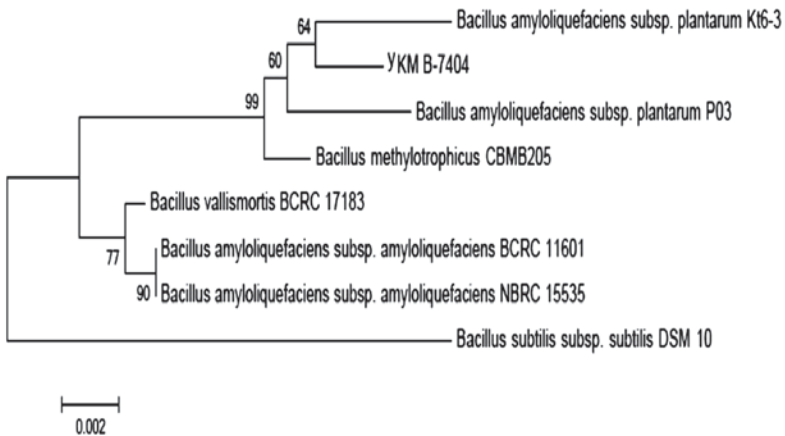 64
Bacillus amyloliquefaciens subsp. plantarum Kt6-3
60
УКМ В-7404
99
Bacillus amyloliquefaciens subsp. plantarum P03
Bacillus methylotrophicus CBMB205
Bacillus vallismortis BCRC 17183
77
Bacillus amyloliquefaciens subsp. amyloliquefaciens BCRC 11601
90
Bacillus amyloliquefaciens subsp. amyloliquefaciens NBRC 15535
Bacillus subtilis subsp. subtilis DSM 10
0.002